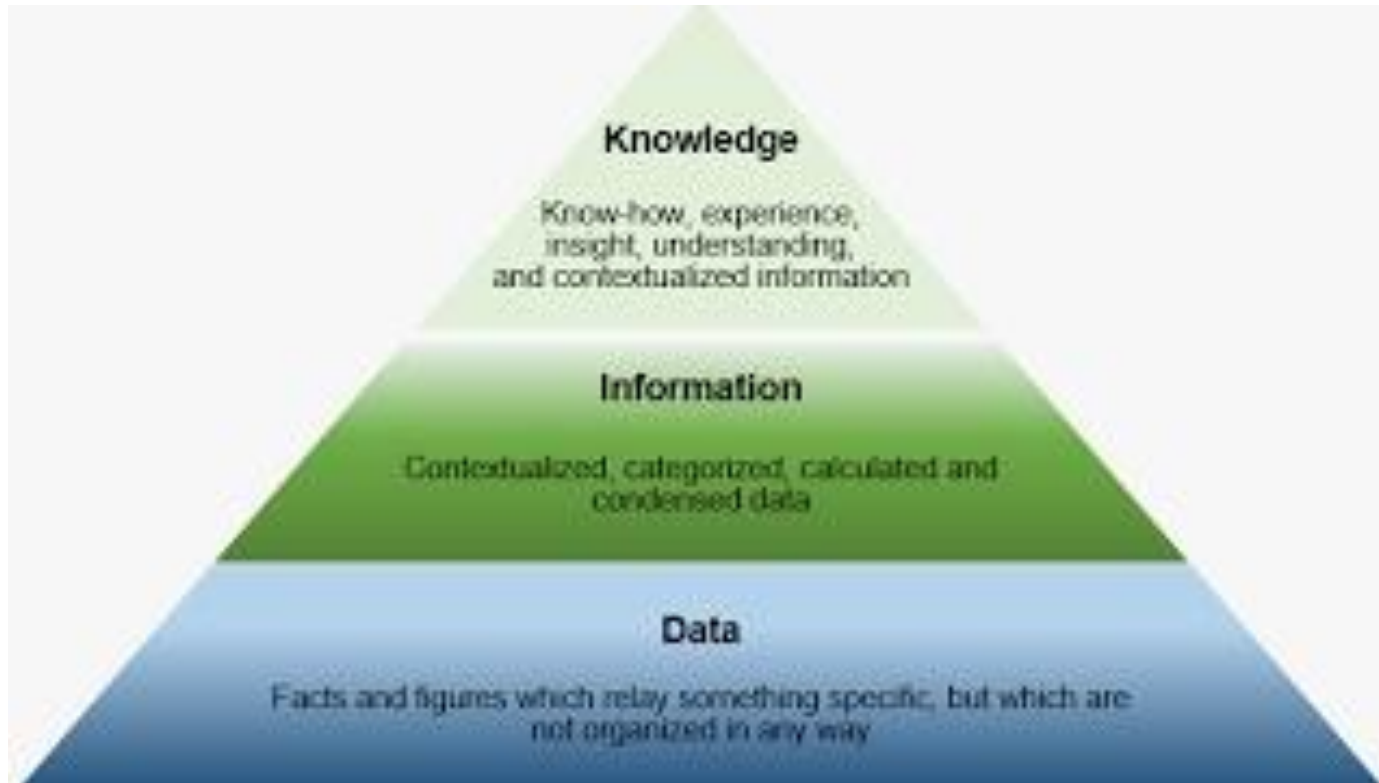 Knowledge
Know-how, experience,
insight, understanding,
and contextualized information
Information
Contextualized, categorized, calculated and
condensed data
Data
Facts and figures which relay something specific, but which are
not organized in any way